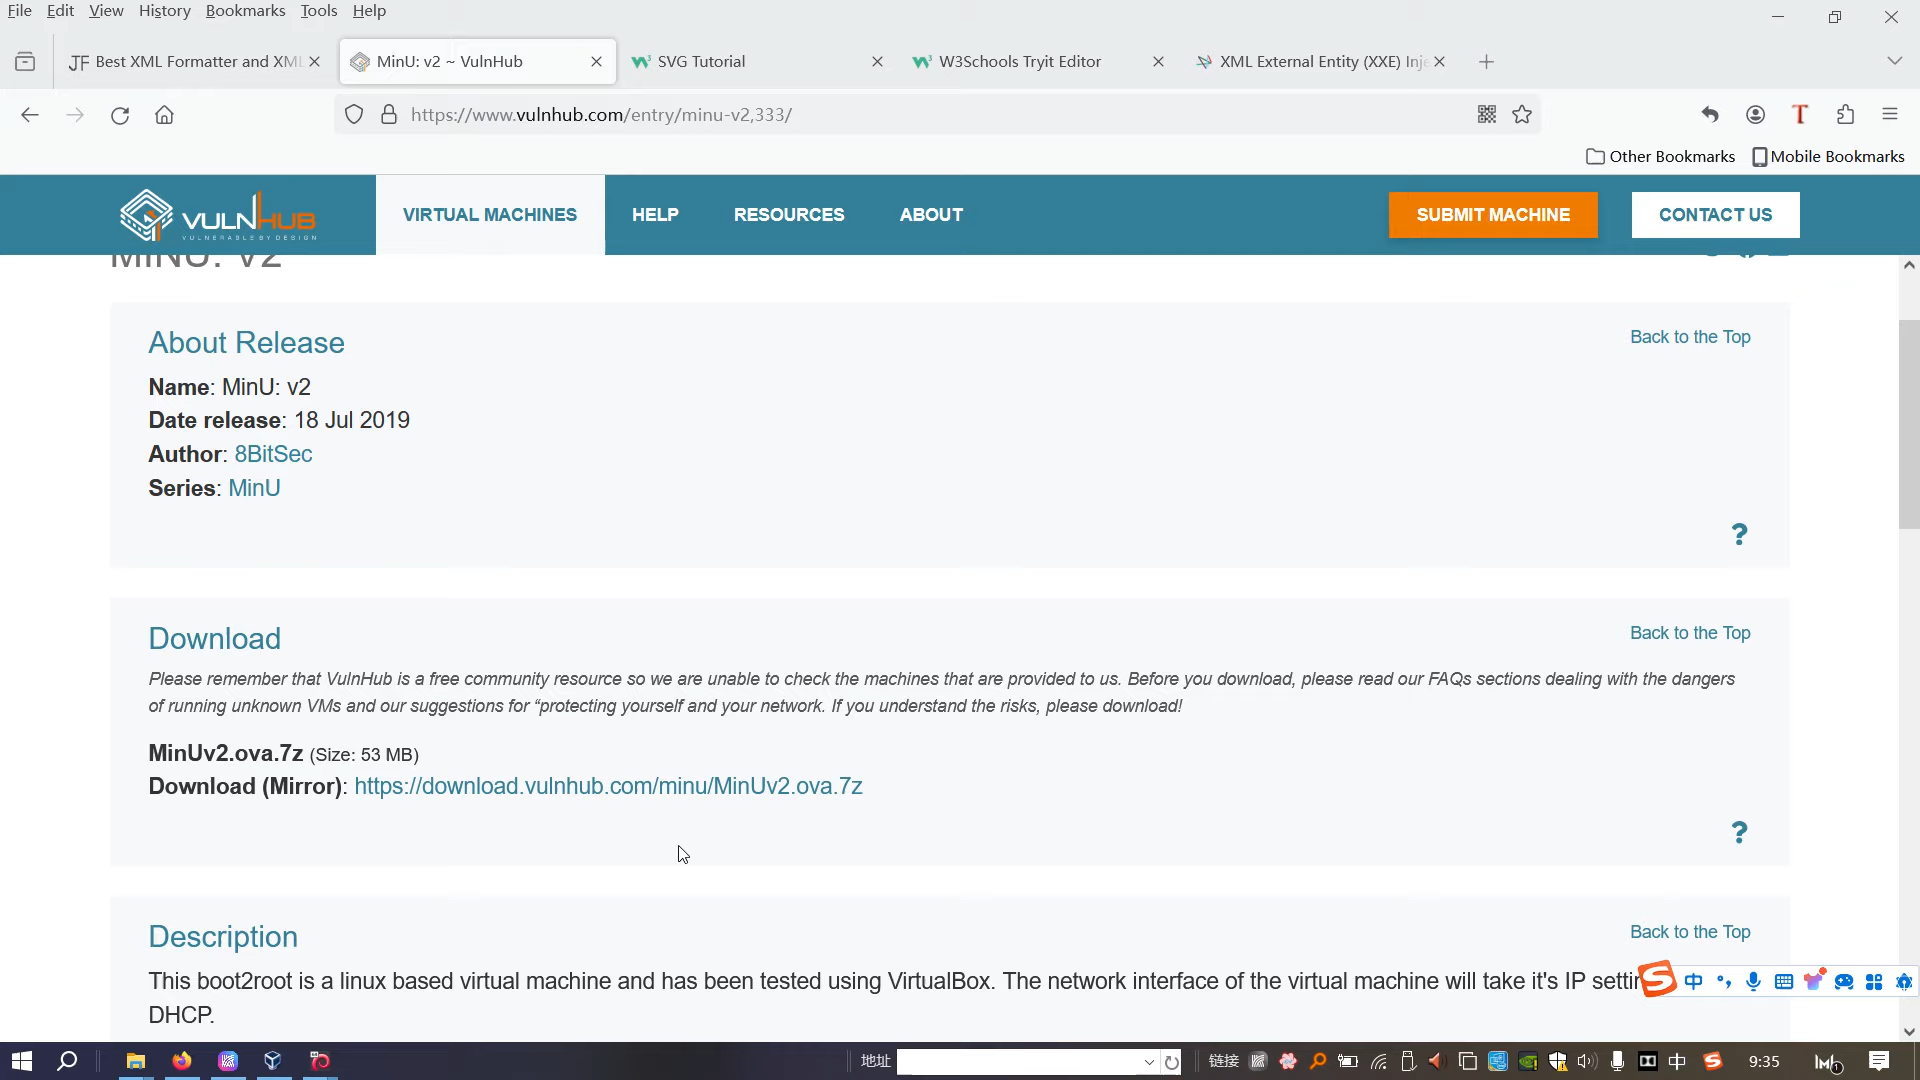 File Edit View History Bookmarks Tools Help
Best XML Formatter and XML
MinU: v2 ~ VulnHub
SVG Tutorial
W3Schools Tryit Editor
XML External Entity (XXE) Inje
https://www.vulnhub.com/entry/minu-v2,333/
Other Bookmarks Mobile Bookmarks
VULNHUB
VULNERABLE BY DESIGN
VIRTUAL MACHINES HELP RESOURCES ABOUT
SUBMIT MACHINE CONTACT US
MINU: V2
About Release
Back to the Top
Name: MinU: v2
Date release: 18 Jul 2019
Author: 8BitSec
Series: MinU
?
Download
Back to the Top
Please remember that VulnHub is a free community resource so we are unable to check the machines that are provided to us. Before you download, please read our FAQs sections dealing with the dangers
of running unknown VMs and our suggestions for “protecting yourself and your network. If you understand the risks, please download!
MinUv2.ova.7z (Size: 53 MB)
Download (Mirror): https://download.vulnhub.com/minu/MinUv2.ova.7z
?
Description
Back to the Top
This boot2root is a linux based virtual machine and has been tested using VirtualBox. The network interface of the virtual machine will take it's IP
DHCP.
中
地址
链接
中
9:35